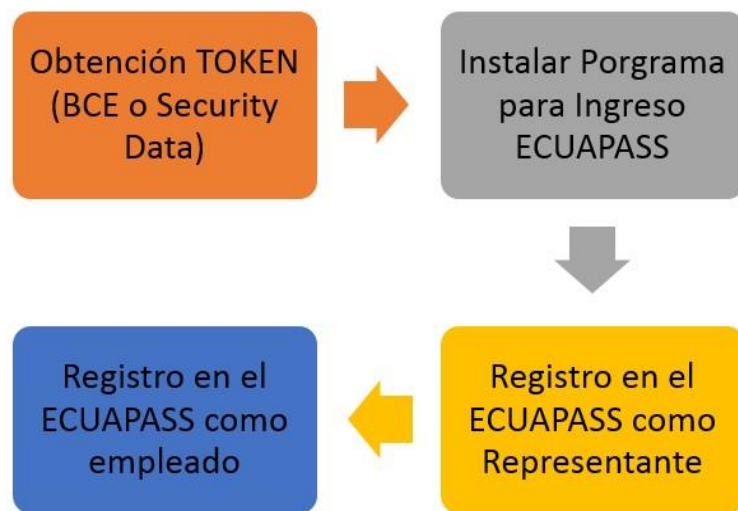 Obtención TOKEN
(BCE o Security
Data)
Instalar Porgrama
para Ingreso
ECUAPASS
Registro en el
ECUAPASS como
Representante
Registro en el
ECUAPASS como
empleado